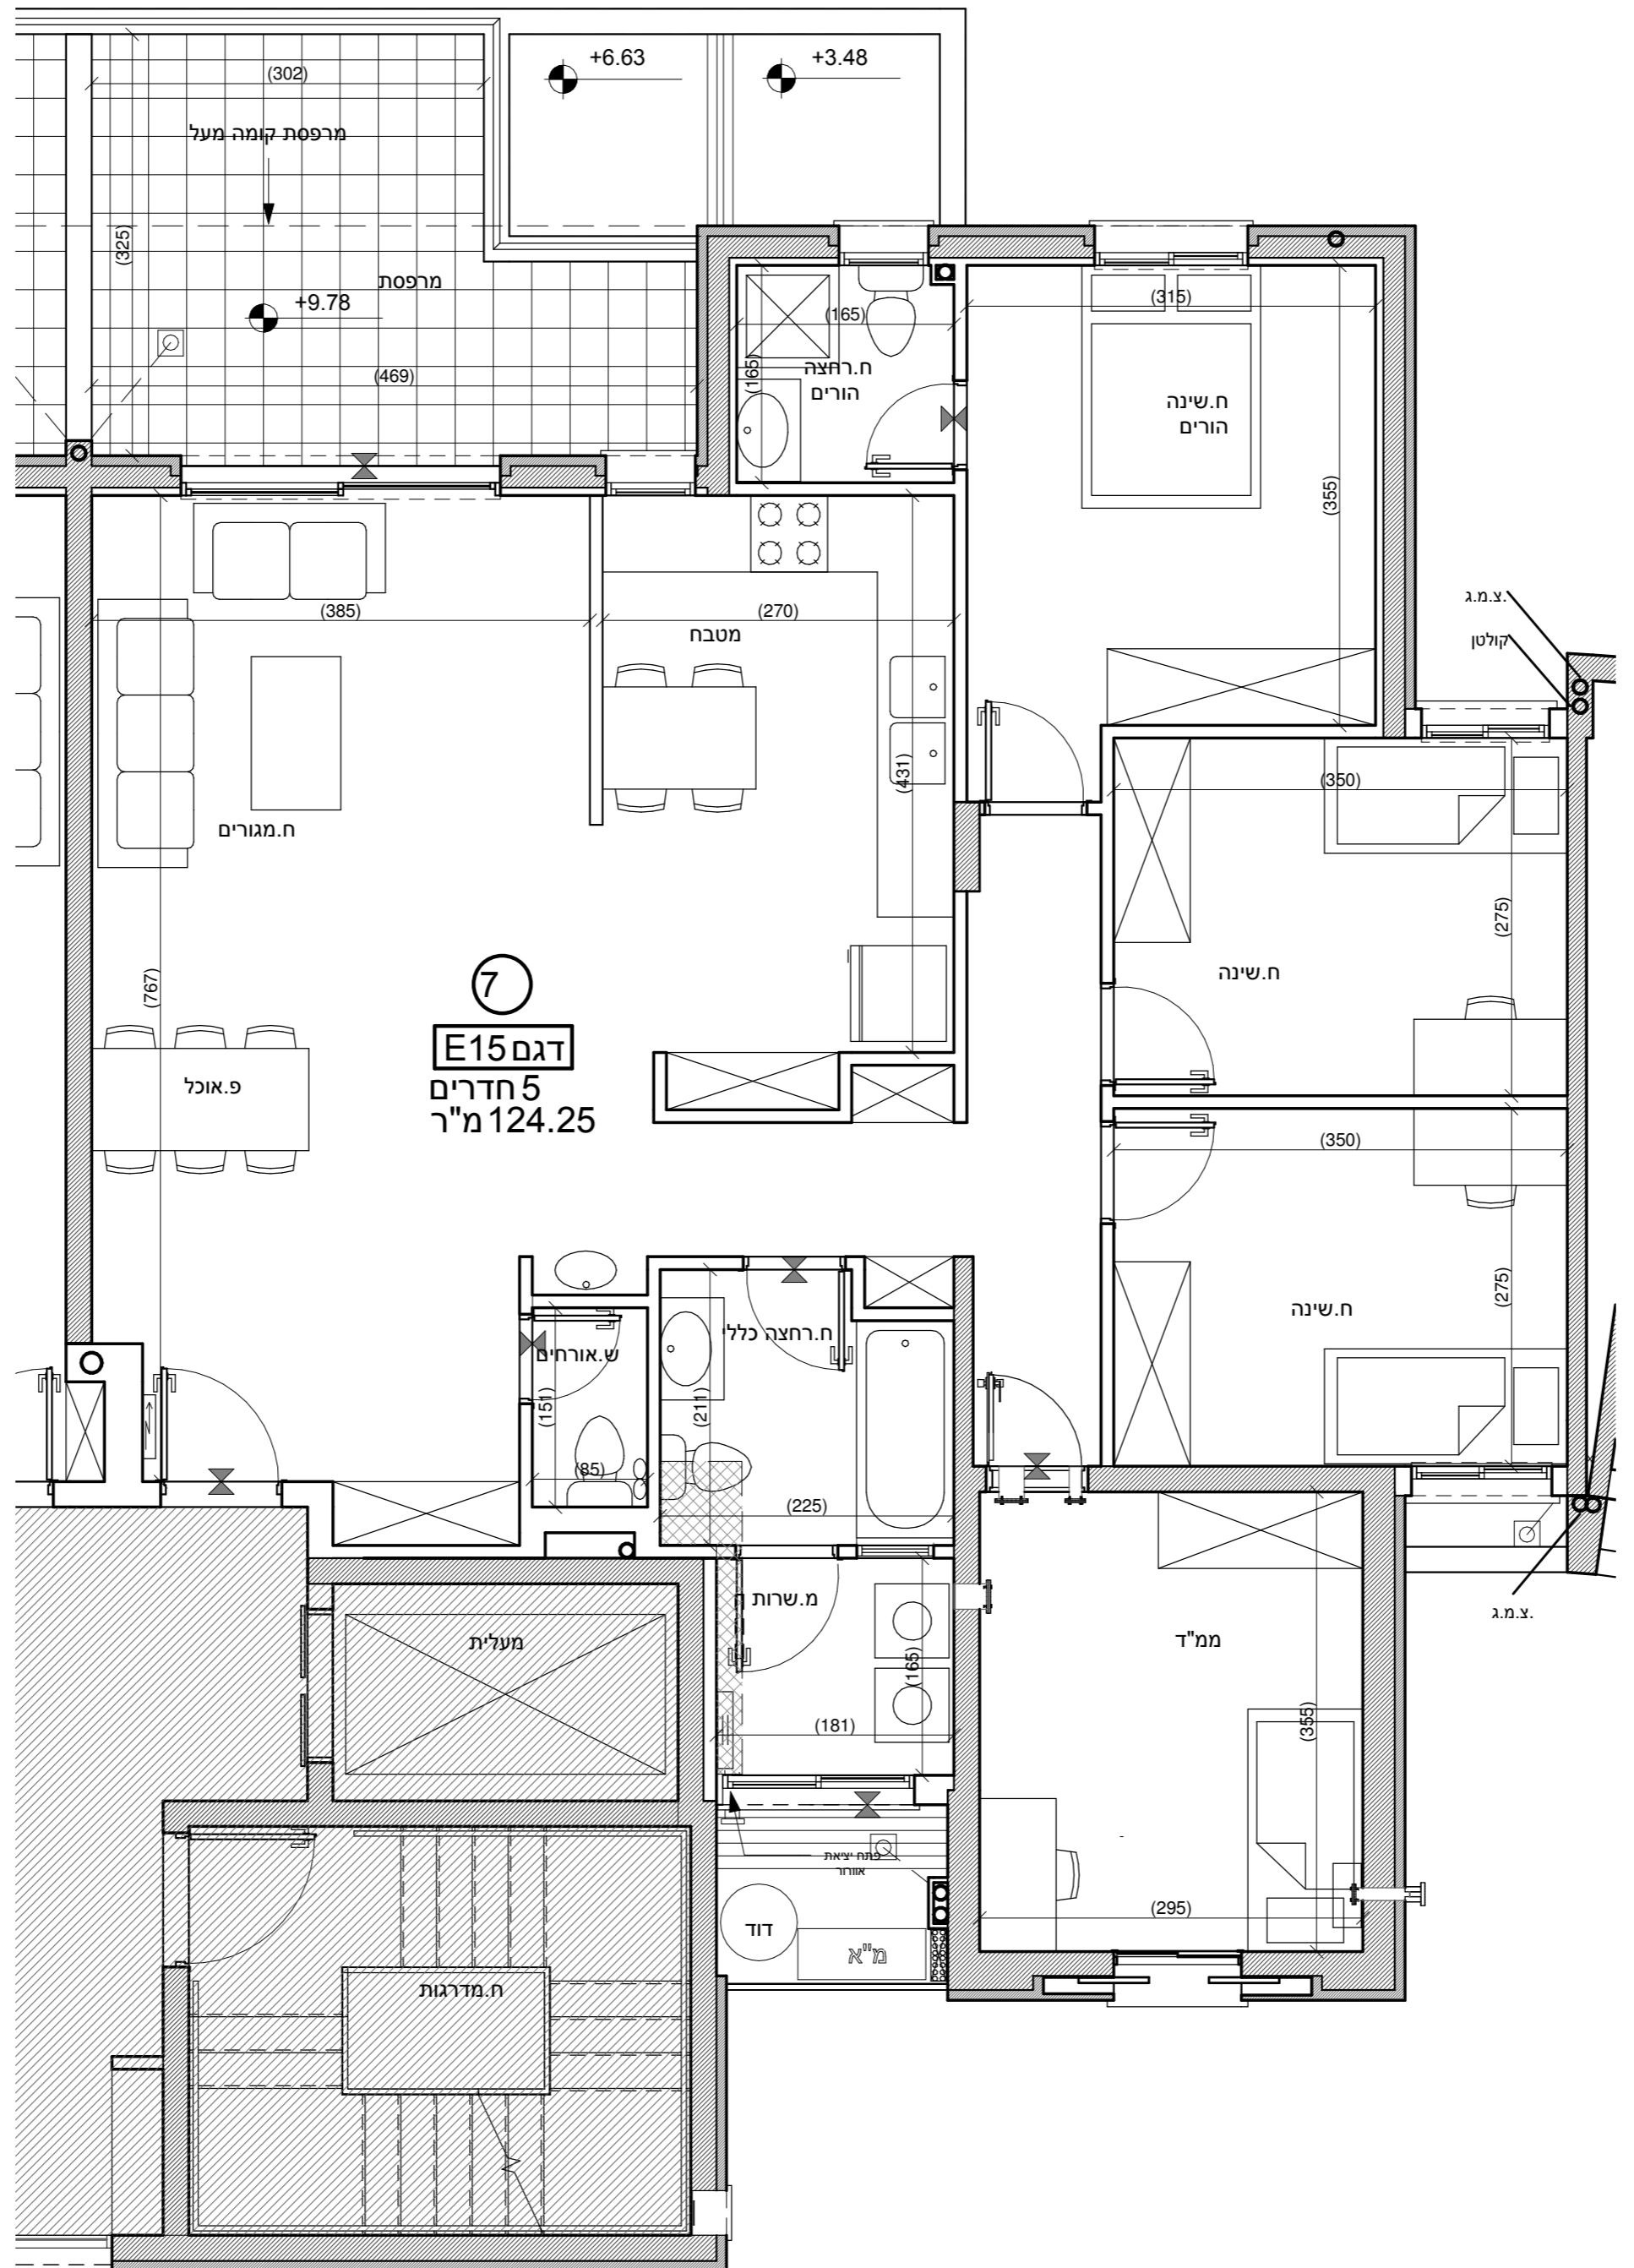 +6.63
+3.48
(302)
מרפסת קומה מעל
(325)
מרפסת
+9.78
(469)
(165)
(165)
ח.רחצה
הורים
(315)
ח.שינה
הורים
(355)
צ.מ.ג.
קולטן
(385)
(270)
מטבח
(431)
ח.מגורים
(350)
(275)
ח.שינה
(767)
7
דגם E15
5 חדרים
124.25 מ"ר
פ.אוכל
(350)
(275)
ח.שינה
ח.רחצה כללי
ש.אורחים
(151)
(211)
(85)
(225)
מ.שרות
(165)
(181)
מעלית
ממ"ד
(355)
(295)
צ.מ.ג.
פתח יציאת
אוורור
דוד
מ"א
ח.מדרגות